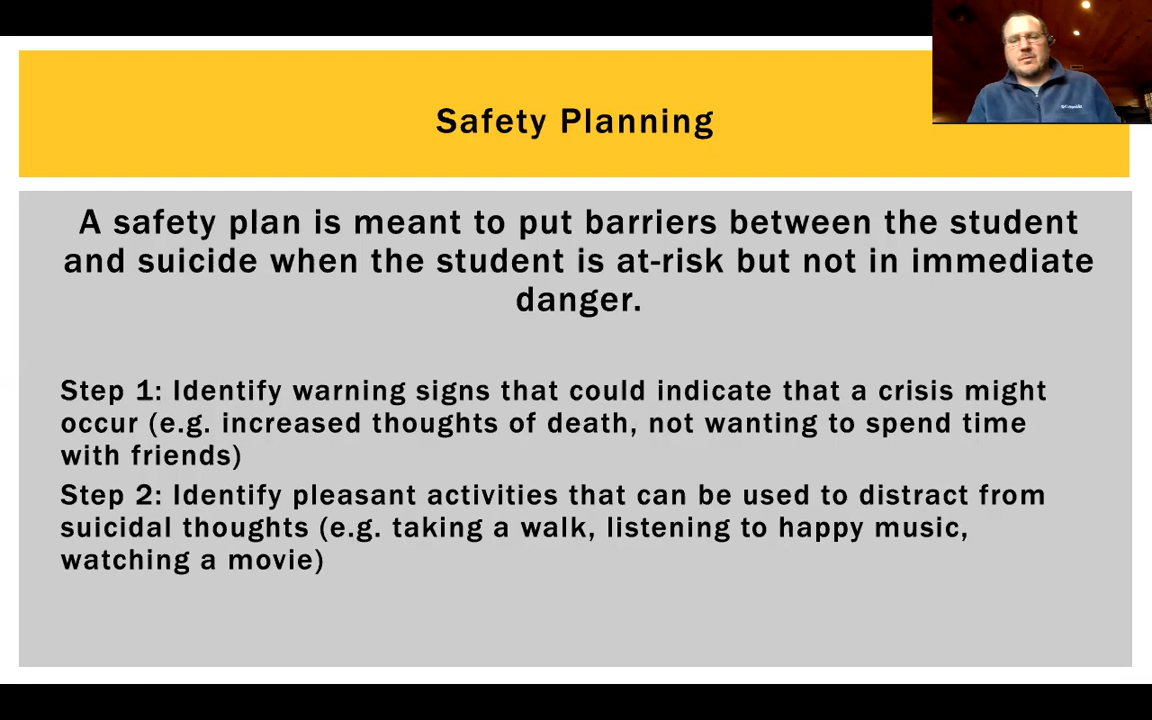 Safety Planning
A safety plan is meant to put barriers between the student
and suicide when the student is at-risk but not in immediate
danger.
Step 1: Identify warning signs that could indicate that a crisis might
occur (e.g. increased thoughts of death, not wanting to spend time
with friends)
Step 2: Identify pleasant activities that can be used to distract from
suicidal thoughts (e.g. taking a walk, listening to happy music,
watching a movie)